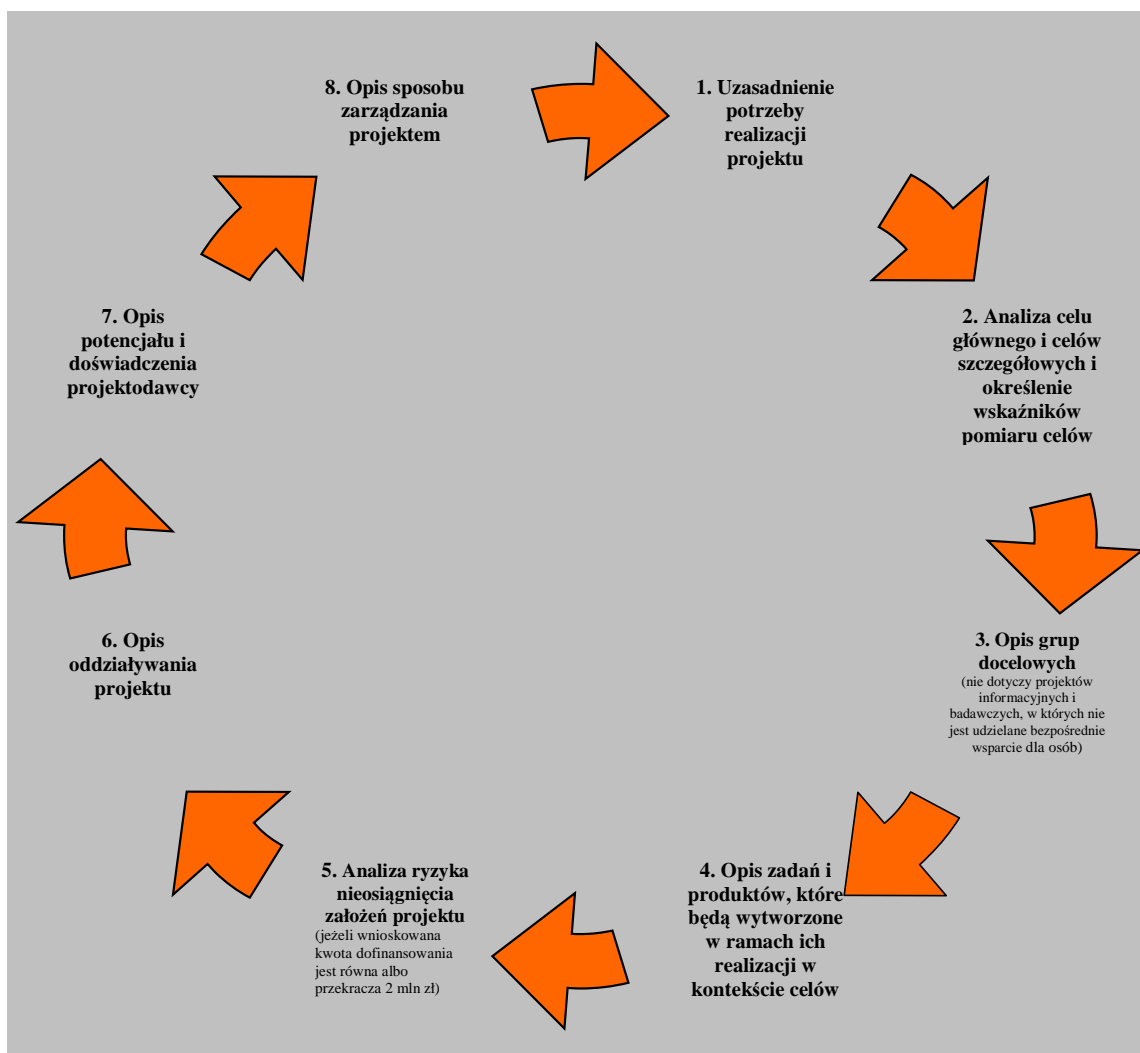 1. Uzasadnienie
potrzeby
realizacji
projektu
2. Analiza celu
głównego i celów
szczegółowych i
określenie
wskaźników
pomiaru celów
3. Opis grup
docelowych
(nie dotyczy projektów
informacyjnych i
badawczych, w których nie
jest udzielane bezpośrednie
wsparcie dla osób)
4. Opis zadań i
produktów, które
będą wytworzone
w ramach ich
realizacji w
kontekście celów
5. Analiza ryzyka
nieosiągnięcia
założeń projektu
(jeżeli wnioskowana
kwota dofinansowania
jest równa albo
przekracza 2 mln zł)
6. Opis
oddziaływania
projektu
7. Opis
potencjału i
doświadczenia
projektodawcy
8. Opis sposobu
zarządzania
projektem